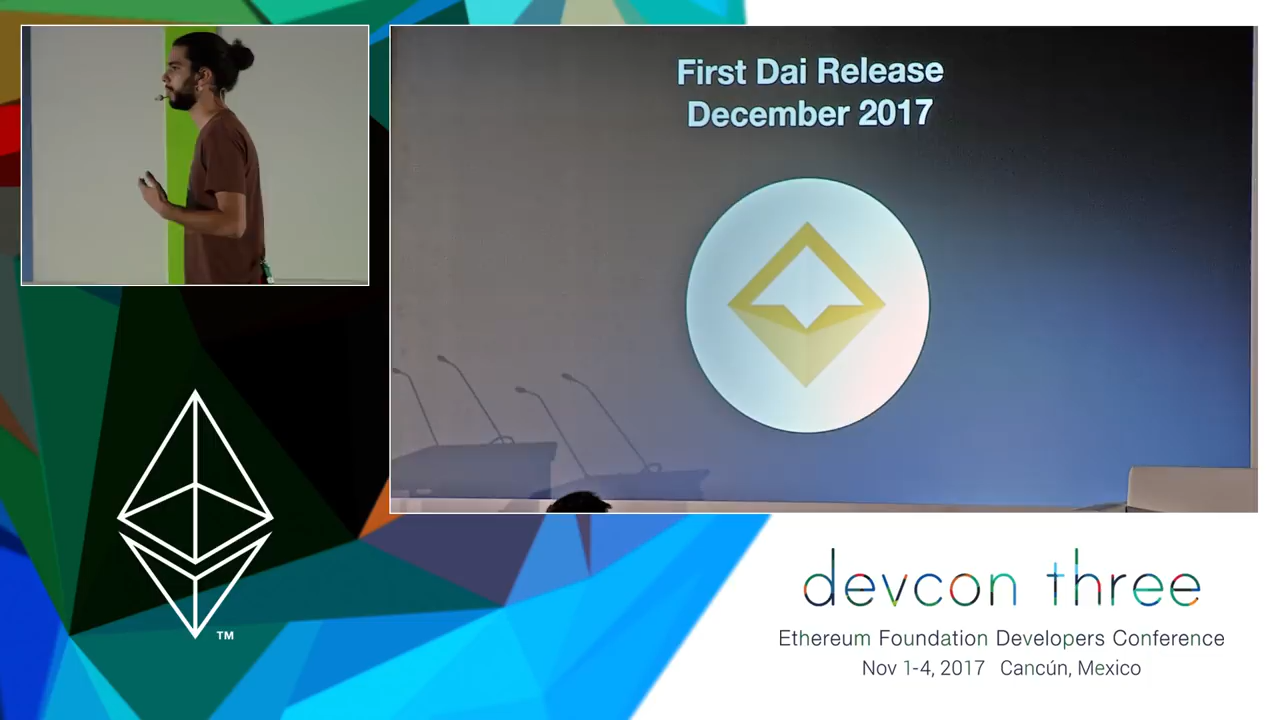 First Dai Release
December 2017
TM
devcon three
Ethereum Foundation Developers Conference
Nov 1-4, 2017 Cancún, Mexico